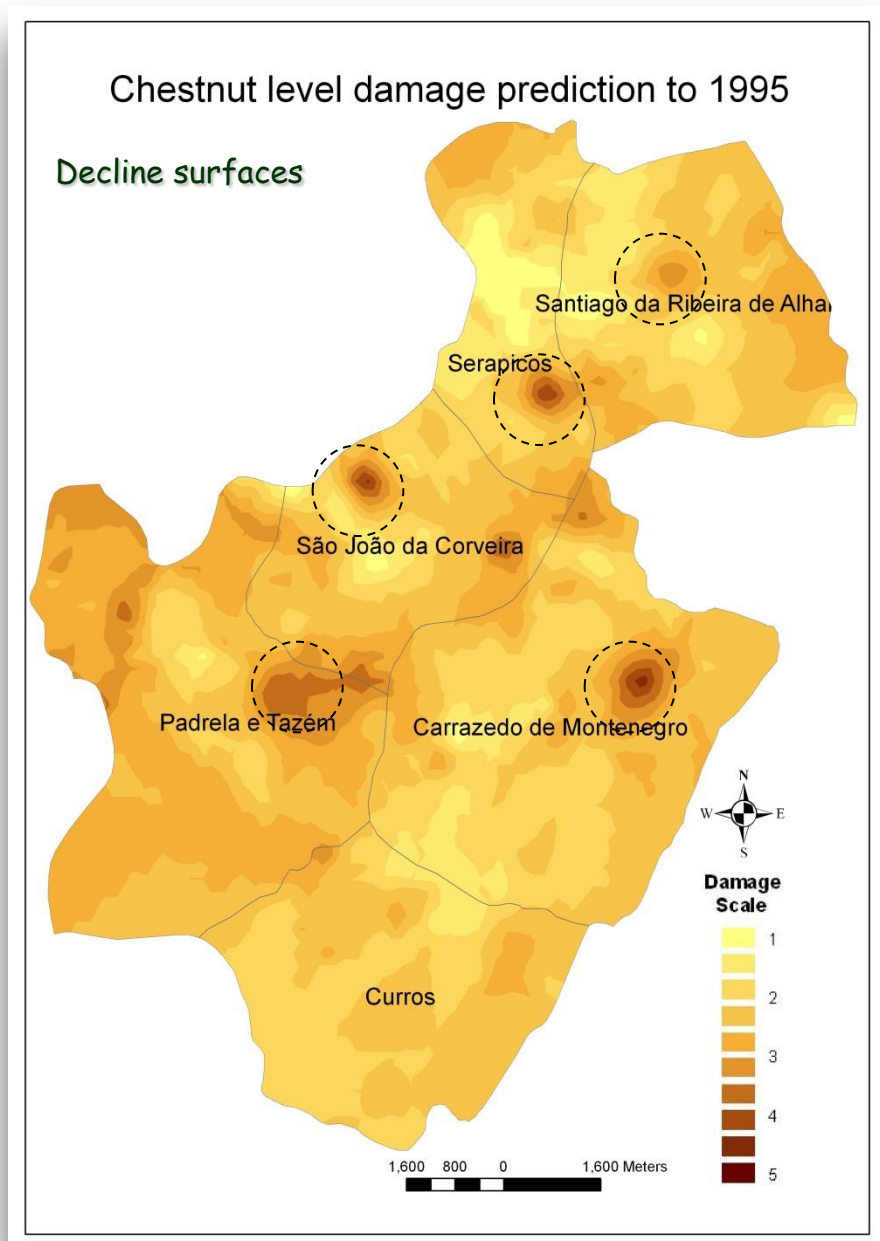 Chestnut level damage prediction to 1995
Decline surfaces
Santiago da Ribeira de Alha
Serapicos
São João da Corveira
Padrela e Tazém
Carrazedo de Montenegro
N
W E
S
Damage
Scale
1
2
3
4
5
Curros
1,600 800 0 1,600 Meters